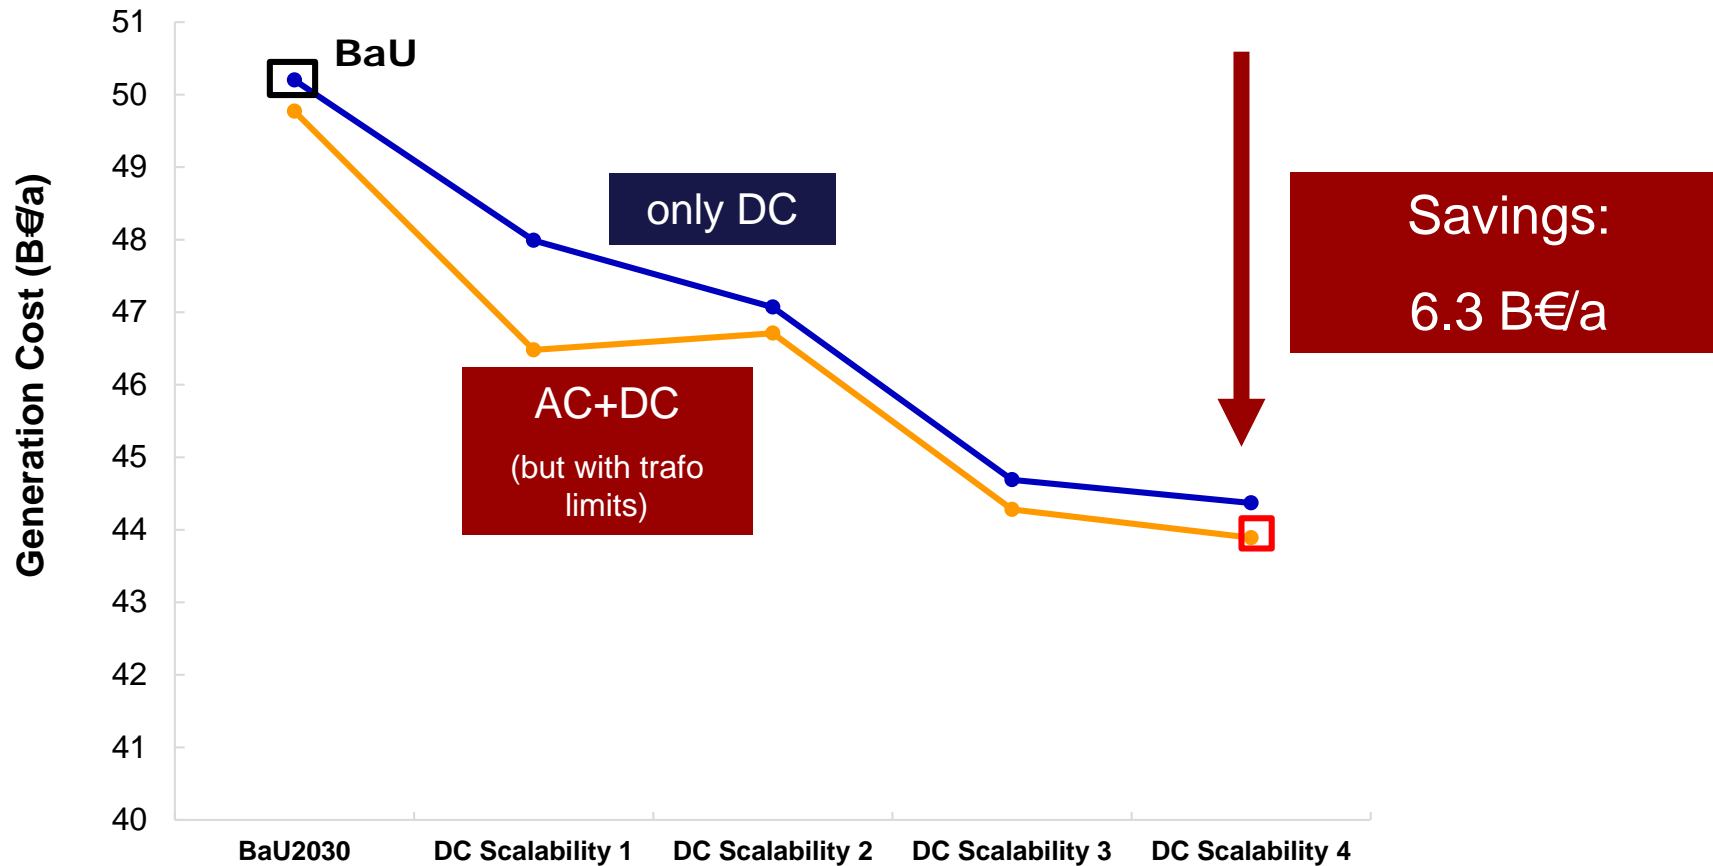 Generation Cost (B€/a)
51
50
49
48
47
46
45
44
43
42
41
40
BaU
only DC
AC+DC
(but with trafo
limits)
Savings:
6.3 B€/a
BaU2030
DC Scalability 1
DC Scalability 2
DC Scalability 3
DC Scalability 4